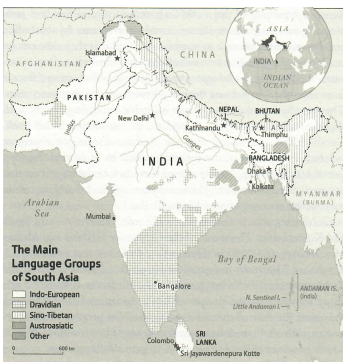 ASIA
INDIA
INDIAN
OCEAN
AFGHANISTAN
Islamabad
CHINA
PAKISTAN
Indus
New Delhi
NEPAL
Kathmandu
BHUTAN
Thimphu
Ganges
INDIA
BANGLADESH
Dhaka
Kolkata
MYANMAR
(BURMA)
Arabian
Sea
Mumbai
Bay of Bengal
The Main
Language Groups
of South Asia
Indo-European
Dravidian
Sino-Tibetan
Austroasiatic
Other
0 600 km
Bangalore
ANDAMAN IS.
(India)
N. Sentinel I.
Little Andaman I.
Colombo
SRI
LANKA
Sri Jayawardenepura Kotte